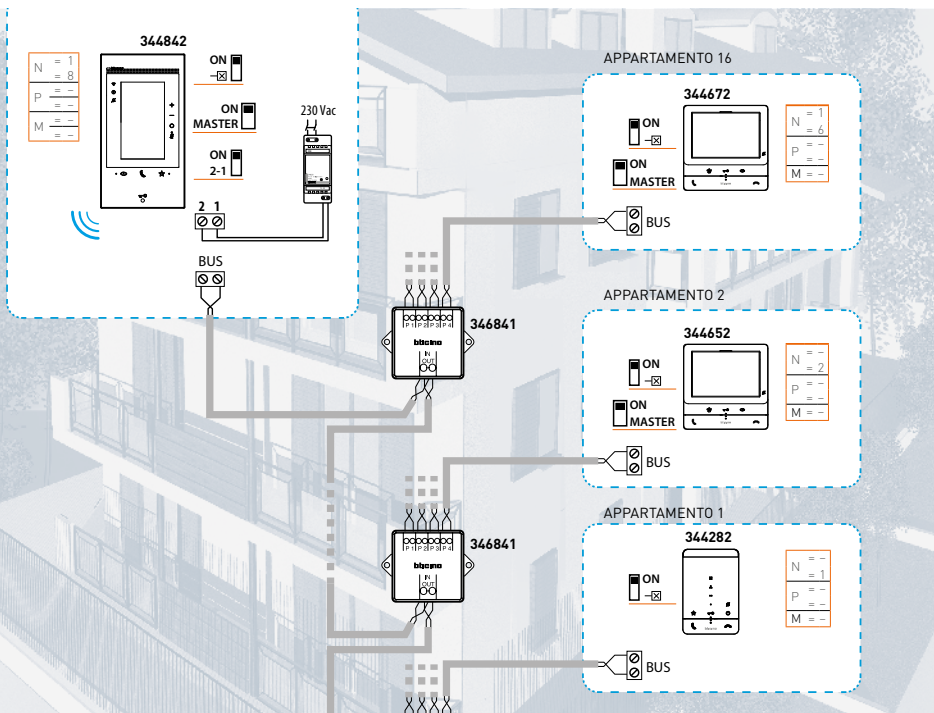 344842
N = 1
= 8
P = –
= –
M = –
= –
ON
ON
MASTER
ON
2-1
230 Vac
2 1
BUS
346841
P1 P2 P3 P4
bticino
IN
OUT
346841
P1 P2 P3 P4
bticino
IN
OUT
APPARTAMENTO 16
344672
ON
ON
MASTER
N = 1
= 6
P = –
= –
M = –
BUS
APPARTAMENTO 2
344652
ON
ON
MASTER
N = –
= 2
P = –
= –
M = –
BUS
APPARTAMENTO 1
344282
ON
N = –
= 1
P = –
= –
M = –
BUS